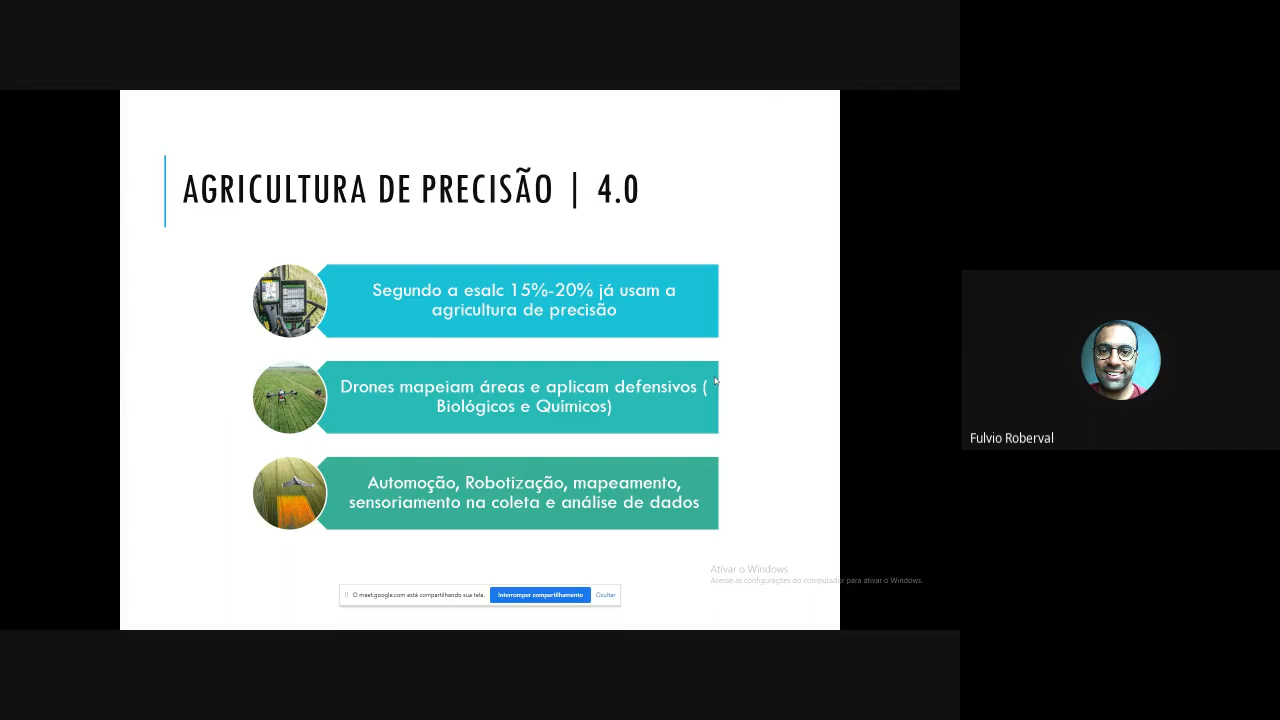 AGRICULTURA DE PRECISÃO | 4.0
Segundo a esalc 15%-20% já usam a
agricultura de precisão
Drones mapeiam áreas e aplicam defensivos (
Biológicos e Químicos)
Automoção, Robotização, mapeamento,
sensoriamento na coleta e análise de dados
Fulvio Roberval
Ativar o Windows
Acesse as configurações do computador para ativar o Windows.
O meet.google.com está compartilhando sua tela.
Interromper compartilhamento
Ocultar